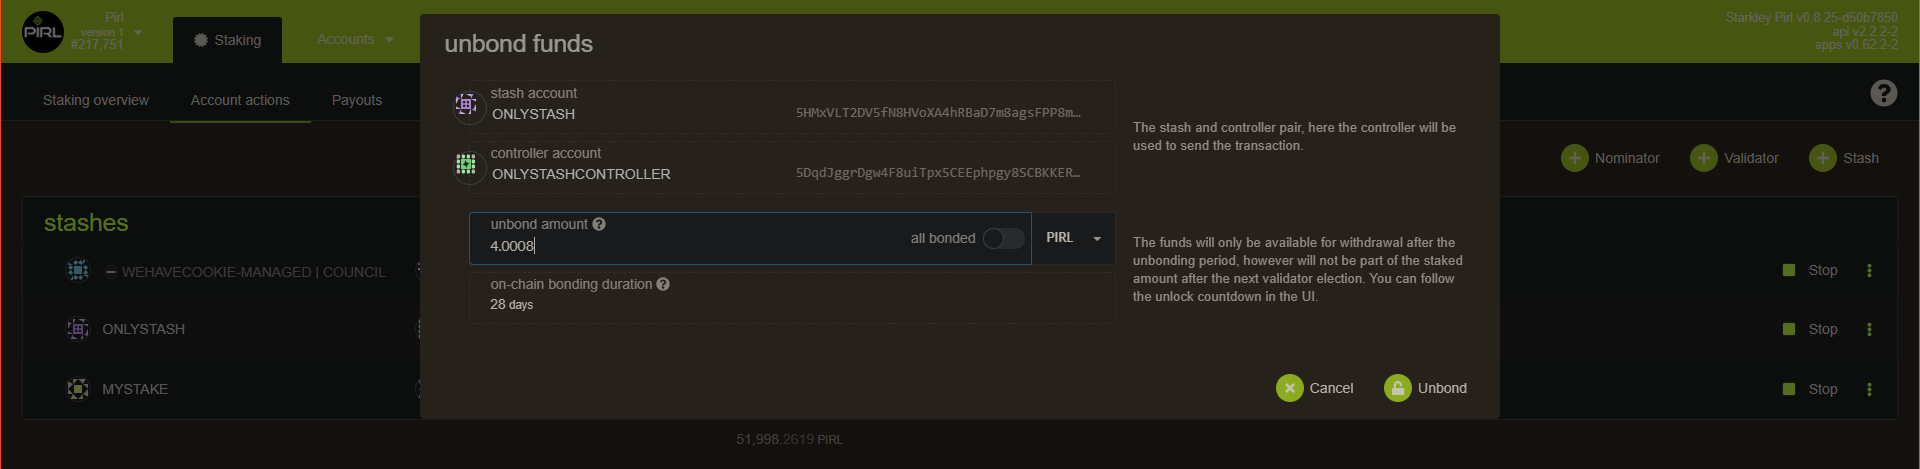 PIRL
Pirl
version 1
#217,751
Staking
Accounts
Starkley Pirl v0.8.25-d50b7850
api v2.2.2-2
apps v0.62.2-2
Staking overview
Account actions
Payouts
?
Nominator
Validator
Stash
stashes
WEHAVECOOKIE-MANAGED | COUNCIL
Stop
ONLYSTASH
Stop
MYSTAKE
Stop
51,998.2619 PIRL
unbond funds
stash account
ONLYSTASH
5HMxVLT2DV5fN8HVoXA4hRBaD7m8agsFPP8m…
The stash and controller pair, here the controller will be
used to send the transaction.
controller account
ONLYSTASHCONTROLLER
5DqdJggrDgw4F8uiTpx5CEEphpgy8SCBKKER…
unbond amount ?
4.0008
all bonded
PIRL
The funds will only be available for withdrawal after the
unbonding period, however will not be part of the staked
amount after the next validator election. You can follow
the unlock countdown in the UI.
on-chain bonding duration ?
28 days
Cancel
Unbond